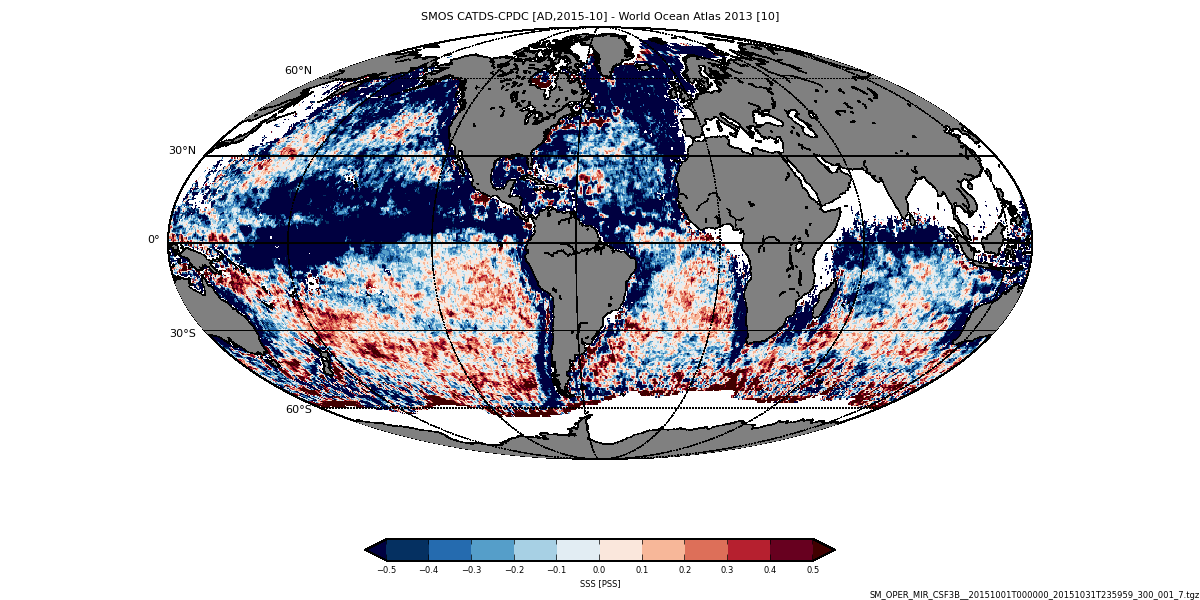 SMOS CATDS-CPDC [AD,2015-10] - World Ocean Atlas 2013 [10]
60°N
30°N
0°
30°S
60°S
−0.5 −0.4 −0.3 −0.2 −0.1 0.0 0.1 0.2 0.3 0.4 0.5
SSS [PSS]
SM_OPER_MIR_CSF3B__20151001T000000_20151031T235959_300_001_7.tgz